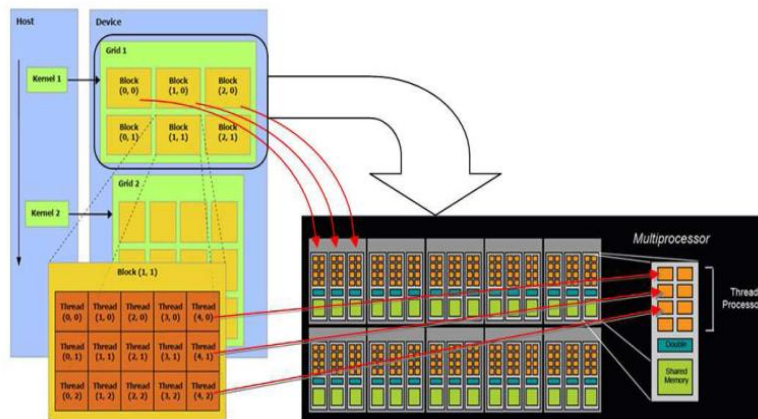 Host
Device
Grid 1
Kernel 1
Block
(0, 0)
Block
(1, 0)
Block
(2, 0)
Block
(0, 1)
Block
(1, 1)
Block
(2, 1)
Grid 2
Kernel 2
Block (1, 1)
Thread
(0, 0)
Thread
(1, 0)
Thread
(2, 0)
Thread
(3, 0)
Thread
(4, 0)
Thread
(0, 1)
Thread
(1, 1)
Thread
(2, 1)
Thread
(3, 1)
Thread
(4, 1)
Thread
(0, 2)
Thread
(1, 2)
Thread
(2, 2)
Thread
(3, 2)
Thread
(4, 2)
Multiprocessor
Thread
Processor
Double
Shared
Memory